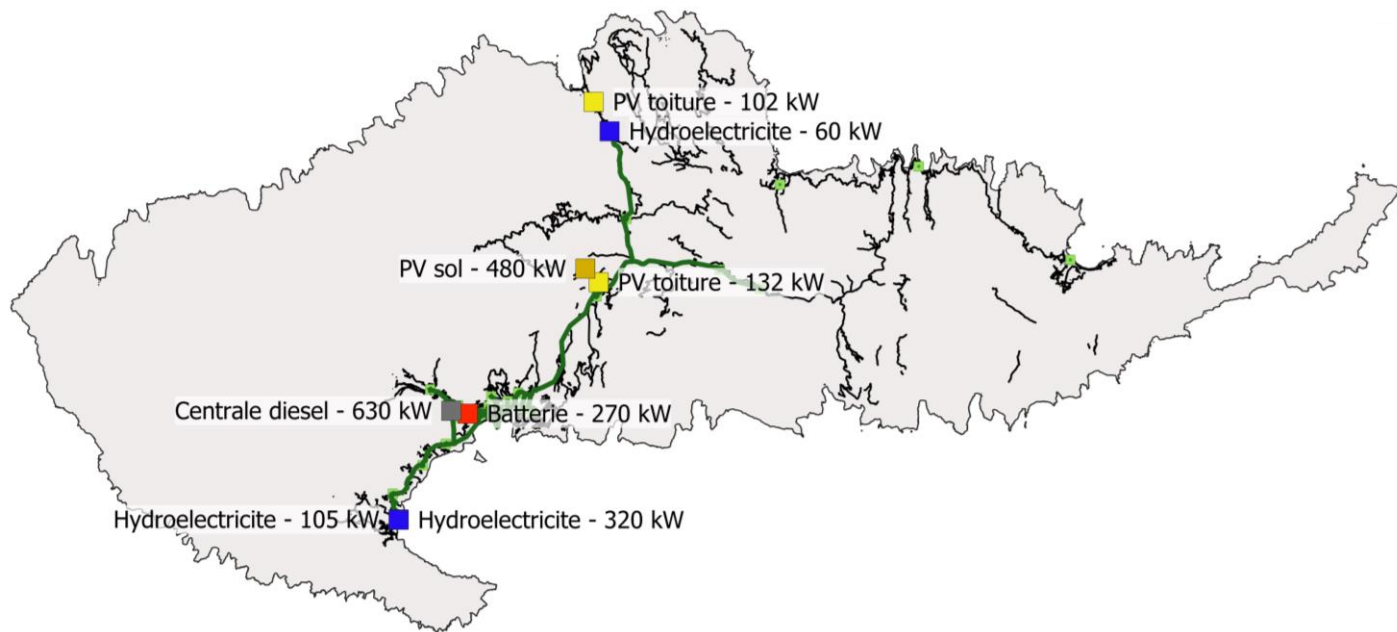 PV toiture - 102 kW
Hydroelectricite - 60 kW
PV sol - 480 kW
PV toiture - 132 kW
Centrale diesel - 630 kW
Batterie - 270 kW
Hydroelectricite - 105 kW
Hydroelectricite - 320 kW